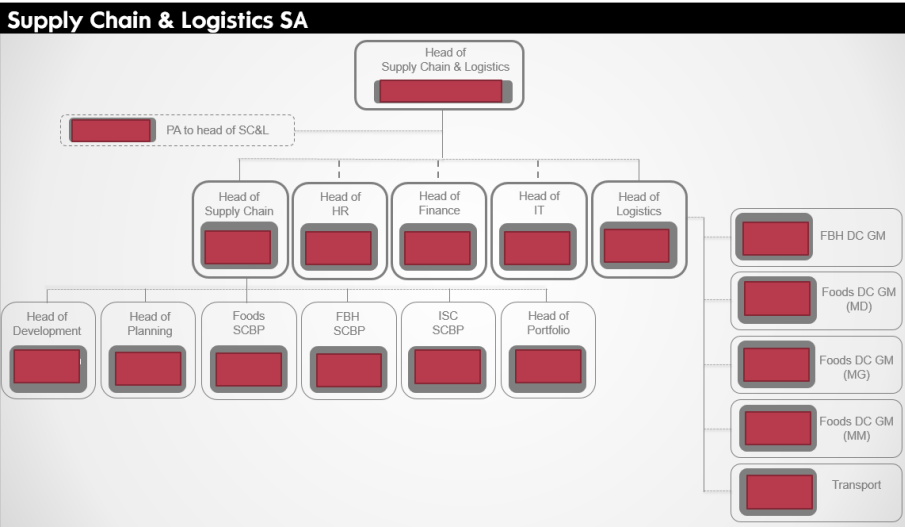 Supply Chain & Logistics SA
Head of
Supply Chain & Logistics
PA to head of SC&L
Head of
Supply Chain
Head of
HR
Head of
Finance
Head of
IT
Head of
Logistics
FBH DC GM
Foods DC GM
(MD)
Foods DC GM
(MG)
Foods DC GM
(MM)
Transport
Head of
Development
Head of
Planning
Foods
SCBP
FBH
SCBP
ISC
SCBP
Head of
Portfolio